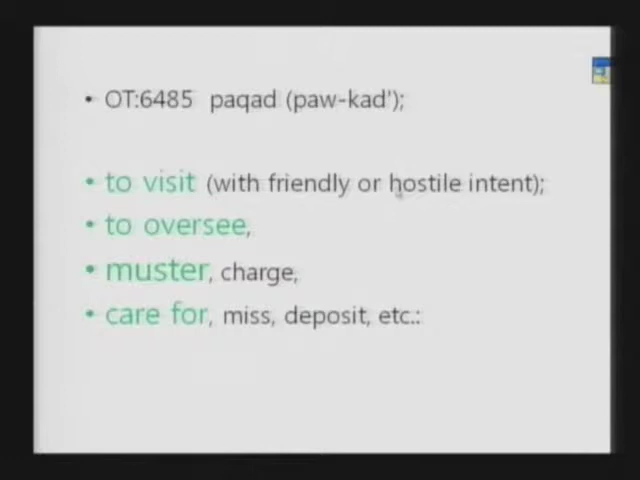 • OT:6485 paqad (paw-kad');
• to visit (with friendly or hostile intent);
• to oversee,
• muster, charge,
• care for, miss, deposit, etc.: